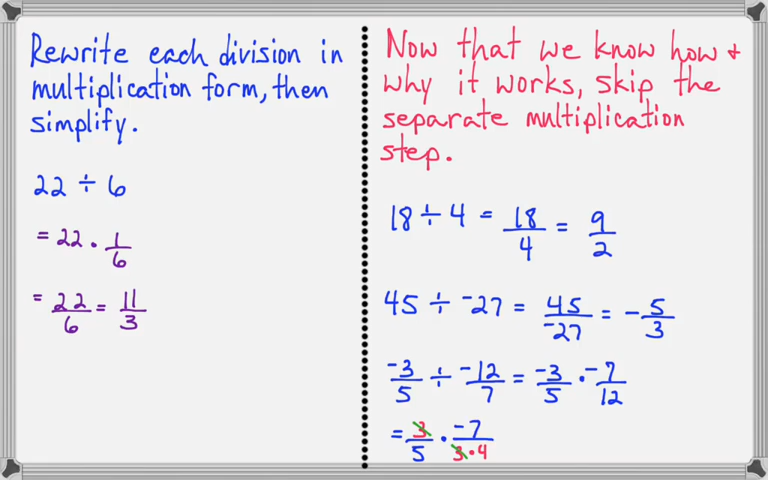 Rewrite each division in
multiplication form, then
simplify.
22 ÷ 6
= 22 · 1/6
= 22/6 = 11/3
Now that we know how +
why it works, skip the
separate multiplication
step.
18 ÷ 4 = 18/4 = 9/2
45 ÷ -27 = 45/-27 = -5/3
-3/5 ÷ -12/7 = -3/5 · -7/12
= 3/5 · -7/3·4